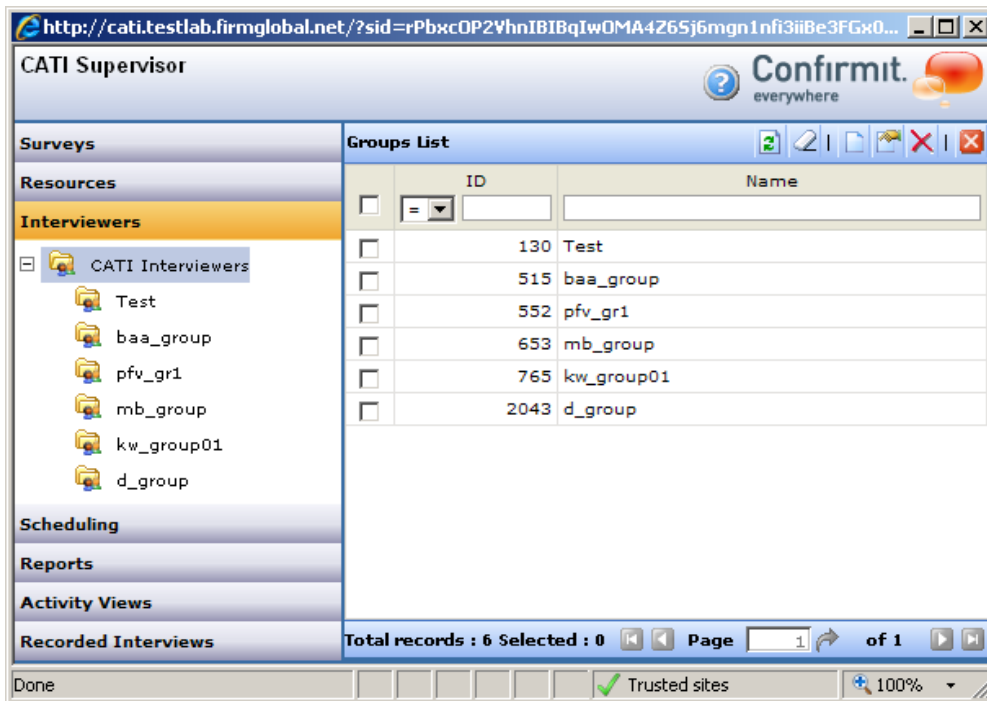 http://cati.testlab.firmglobal.net/?sid=rPbxcOP2VhnIBIBqIwOMA4Z65j6mgn1nfi3iiBe3FGx0...
CATI Supervisor
Confirmit.
everywhere
Surveys
Resources
Interviewers
CATI Interviewers
Test
baa_group
pfv_gr1
mb_group
kw_group01
d_group
Scheduling
Reports
Activity Views
Recorded Interviews
Groups List
ID Name
=
130 Test
515 baa_group
552 pfv_gr1
653 mb_group
765 kw_group01
2043 d_group
Total records : 6 Selected : 0 Page 1 of 1
Done Trusted sites 100%